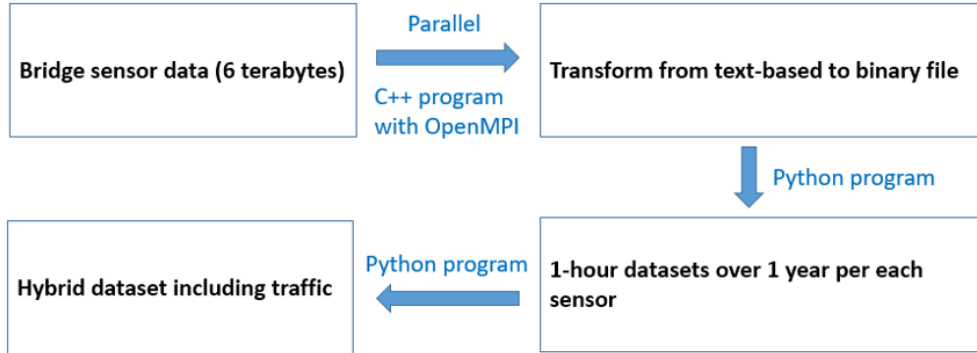 Bridge sensor data (6 terabytes)
Parallel
C++ program
with OpenMPI
Transform from text-based to binary file
Python program
1-hour datasets over 1 year per each
sensor
Python program
Hybrid dataset including traffic